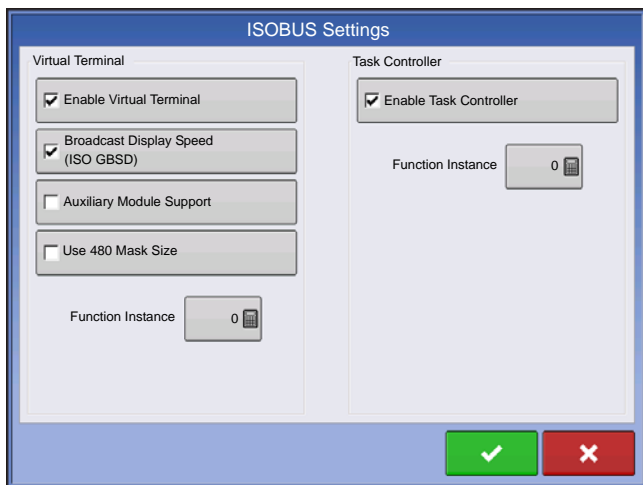 ISOBUS Settings
Virtual Terminal
Enable Virtual Terminal
Broadcast Display Speed
(ISO GBSD)
Auxiliary Module Support
Use 480 Mask Size
Function Instance
0
Task Controller
Enable Task Controller
Function Instance
0